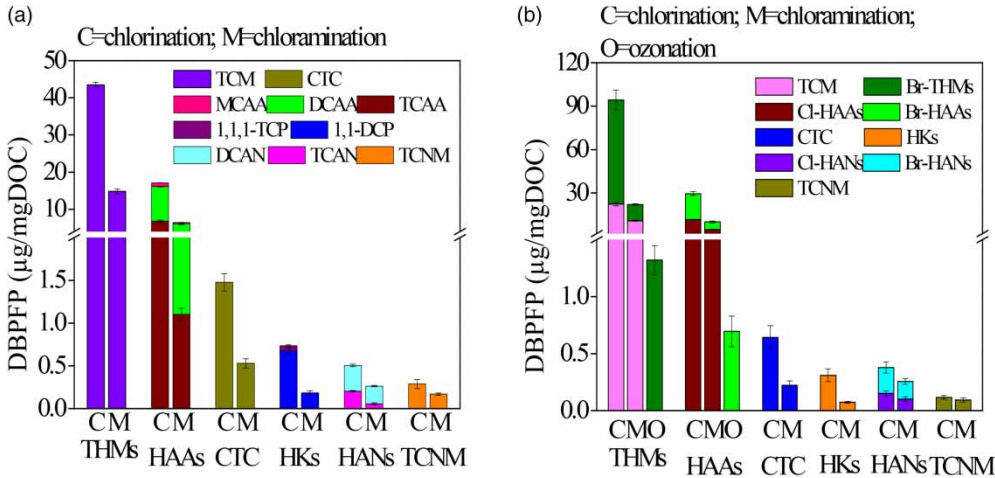 (a)
C=chlorination; M=chloramination
TCM CTC
MCAA DCAA TCAA
1,1,1-TCP 1,1-DCP
DCAN TCAN TCNM
DBPFP (µg/mgDOC)
50
40
30
20
10
1.5
1.0
0.5
0.0
C M C M C M C M C M C M
THMs HAAs CTC HKs HANs TCNM
(b)
C=chlorination; M=chloramination;
O=ozonation
TCM Br-THMs
Cl-HAAs Br-HAAs
CTC HKs
Cl-HANs Br-HANs
TCNM
DBPFP (µg/mgDOC)
120
90
60
30
1.0
0.5
0.0
CMO CMO C M C M C M C M
THMs HAAs CTC HKs HANs TCNM